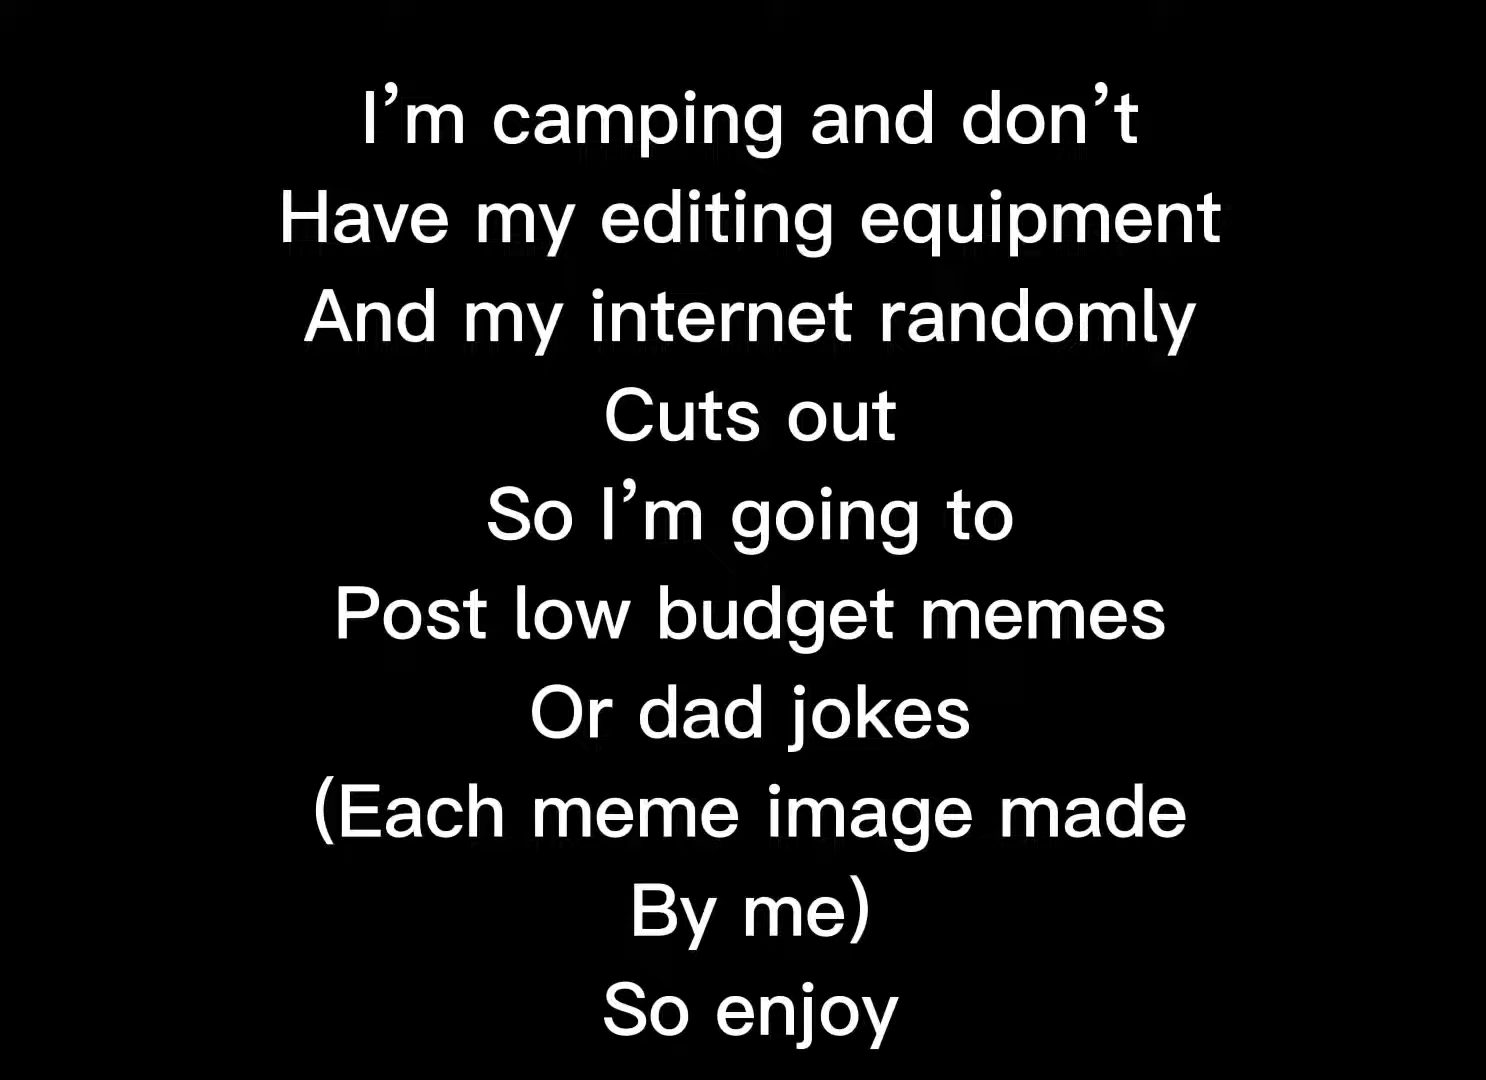 I’m camping and don’t
Have my editing equipment
And my internet randomly
Cuts out
So I’m going to
Post low budget memes
Or dad jokes
(Each meme image made
By me)
So enjoy